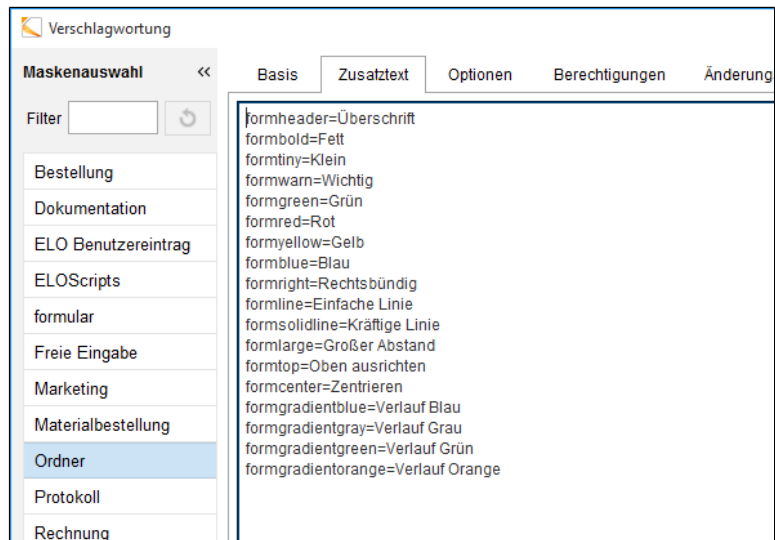 Verschlagwortung
Maskenauswahl «
Filter
Bestellung
Dokumentation
ELO Benutzereintrag
ELOScripts
formular
Freie Eingabe
Marketing
Materialbestellung
Ordner
Protokoll
Rechnung
Basis Zusatztext Optionen Berechtigungen Änderung
formheader=Überschrift
formbold=Fett
formtiny=Klein
formwarn=Wichtig
formgreen=Grün
formred=Rot
formyellow=Gelb
formblue=Blau
formright=Rechtsbündig
formline=Einfache Linie
formsolidline=Kräftige Linie
formlarge=Großer Abstand
formtop=Oben ausrichten
formcenter=Zentrieren
formgradientblue=Verlauf Blau
formgradientgray=Verlauf Grau
formgradientgreen=Verlauf Grün
formgradientorange=Verlauf Orange